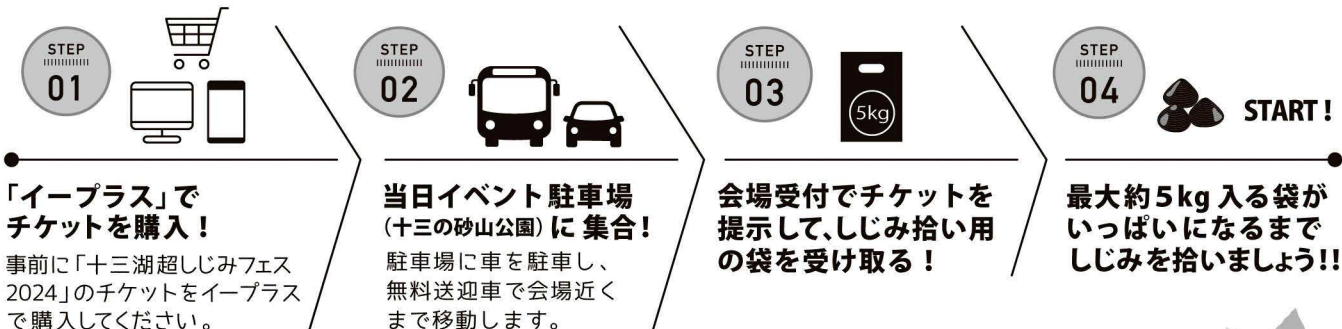 STEP
01
「イープラス」で
チケットを購入！
事前に「十三湖超しじみフェス
2024」のチケットをイープラス
で購入してください。
STEP
02
当日イベント駐車場
(十三の砂山公園)に集合！
駐車場に車を駐車し、
無料送迎車で会場近く
まで移動します。
STEP
03
5kg
会場受付でチケットを
提示して、しじみ拾い用
の袋を受け取る！
STEP
04
START！
最大約5kg入る袋が
いっぱいになるまで
しじみを拾いましょう!!